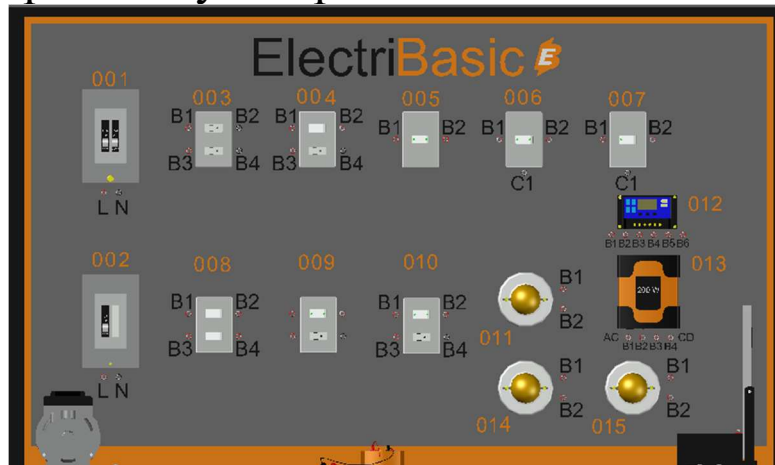 ElectriBasic
001
003
004
005
006
007
B1 B2
B1 B2
B1 B2
B1 B2
B1 B2
B3 B4
B3 B4
C1
C1
L N
012
B1 B2 B3 B4 B5 B6
002
008
009
010
013
B1 B2
B1 B2
B1
200 W
B2
011
B3 B4
B3 B4
AC
CD
B1 B2 B3 B4
L N
B1
B1
B2
B2
014
015